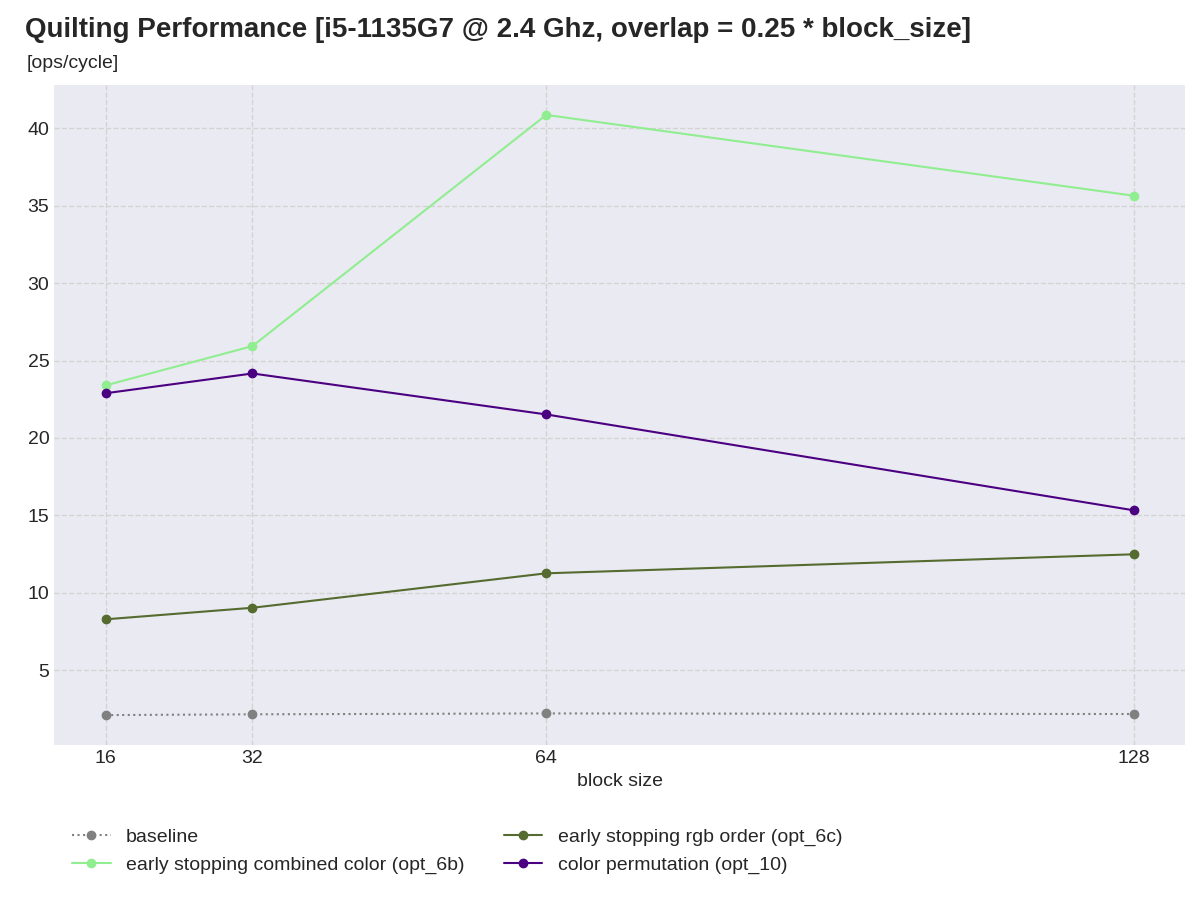 Quilting Performance [i5-1135G7 @ 2.4 Ghz, overlap = 0.25 * block_size]
[ops/cycle]
40
35
30
25
20
15
10
5
16 32 64 128
block size
baseline
early stopping combined color (opt_6b)
early stopping rgb order (opt_6c)
color permutation (opt_10)